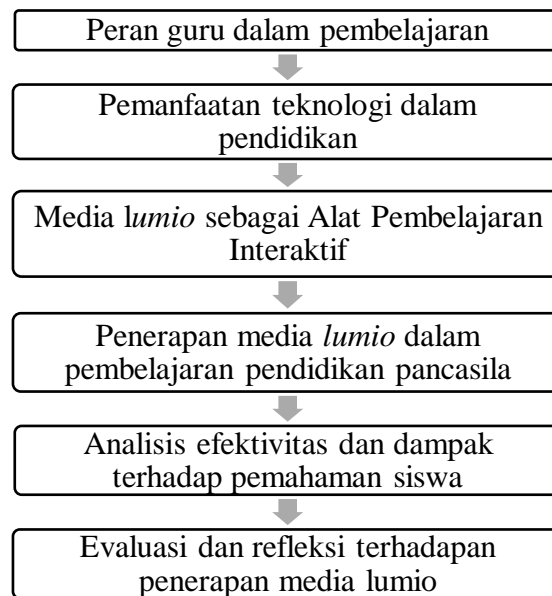 Peran guru dalam pembelajaran
Pemanfaatan teknologi dalam
pendidikan
Media lumio sebagai Alat Pembelajaran
Interaktif
Penerapan media lumio dalam
pembelajaran pendidikan pancasila
Analisis efektivitas dan dampak
terhadap pemahaman siswa
Evaluasi dan refleksi terhadapan
penerapan media lumio